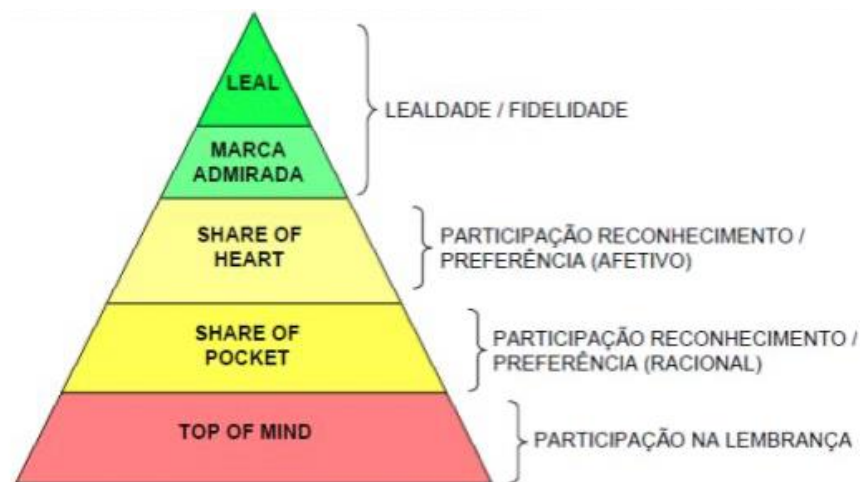 LEAL
LEALDADE / FIDELIDADE
MARCA
ADMIRADA
SHARE OF
HEART
PARTICIPAÇÃO RECONHECIMENTO /
PREFERÊNCIA (AFETIVO)
SHARE OF
POCKET
PARTICIPAÇÃO RECONHECIMENTO /
PREFERÊNCIA (RACIONAL)
TOP OF MIND
PARTICIPAÇÃO NA LEMBRANÇA